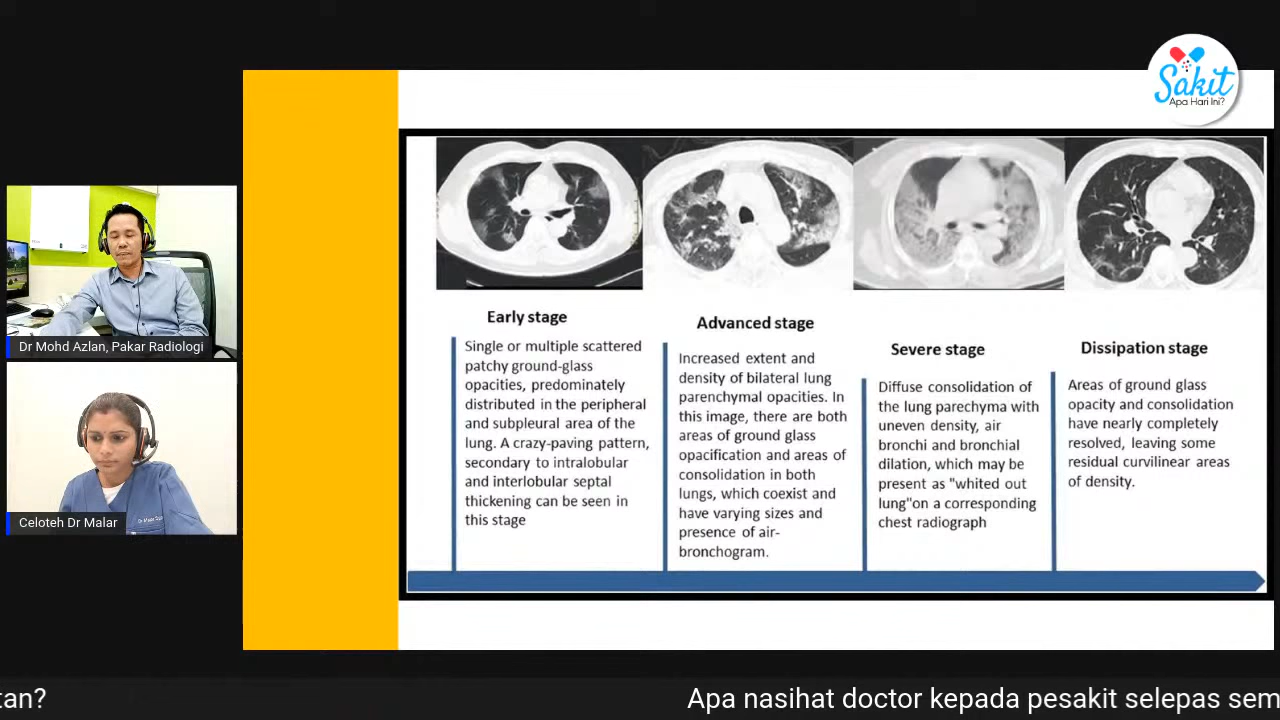 Sakit
Apa Hari Ini?
Dr Mohd Azlan, Pakar Radiologi
Celoteh Dr Malar
Early stage
Single or multiple scattered
patchy ground-glass
opacities, predominately
distributed in the peripheral
and subpleural area of the
lung. A crazy-paving pattern,
secondary to intralobular
and interlobular septal
thickening can be seen in
this stage
Advanced stage
Increased extent and
density of bilateral lung
parenchymal opacities. In
this image, there are both
areas of ground glass
opacification and areas of
consolidation in both
lungs, which coexist and
have varying sizes and
presence of air-
bronchogram.
Severe stage
Diffuse consolidation of
the lung parechyma with
uneven density, air
bronchi and bronchial
dilation, which may be
present as "whited out
lung"on a corresponding
chest radiograph
Dissipation stage
Areas of ground glass
opacity and consolidation
have nearly completely
resolved, leaving some
residual curvilinear areas
of density.
tan?
Apa nasihat doctor kepada pesakit selepas sem